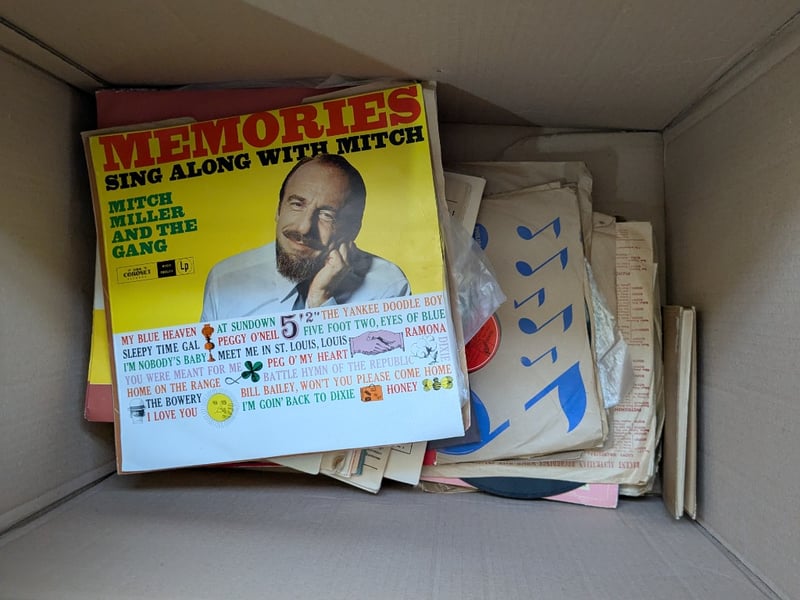 MEMORIES
SING ALONG WITH MITCH
MITCH
MILLER
AND THE
GANG
CORONET
Lp
MY BLUE HEAVEN AT SUNDOWN 5'2" THE YANKEE DOODLE BOY
SLEEPY TIME GAL PEGGY O'NEIL FIVE FOOT TWO, EYES OF BLUE
I'M NOBODY'S BABY MEET ME IN ST. LOUIS, LOUIS RAMONA
YOU WERE MEANT FOR ME PEG O' MY HEART DIXIE
HOME ON THE RANGE BATTLE HYMN OF THE REPUBLIC
THE BOWERY BILL BAILEY, WON'T YOU PLEASE COME HOME
I LOVE YOU I'M GOIN' BACK TO DIXIE HONEY